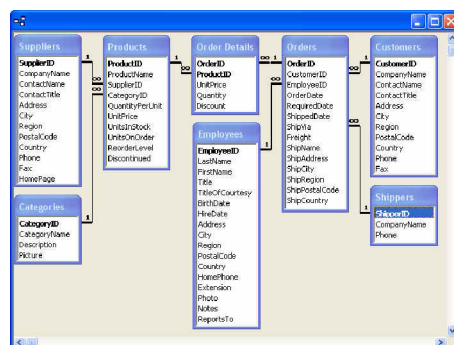 Suppliers
SupplierID
CompanyName
ContactName
ContactTitle
Address
City
Region
PostalCode
Country
Phone
Fax
HomePage
Categories
CategoryID
CategoryName
Description
Picture
Products
ProductID
ProductName
SupplierID
CategoryID
QuantityPerUnit
UnitPrice
UnitsInStock
UnitsOnOrder
ReorderLevel
Discontinued
Order Details
OrderID
ProductID
UnitPrice
Quantity
Discount
Employees
EmployeeID
LastName
FirstName
Title
TitleOfCourtesy
BirthDate
HireDate
Address
City
Region
PostalCode
Country
HomePhone
Extension
Photo
Notes
ReportsTo
Orders
OrderID
CustomerID
EmployeeID
OrderDate
RequiredDate
ShippedDate
ShipVia
Freight
ShipName
ShipAddress
ShipCity
ShipRegion
ShipPostalCode
ShipCountry
Customers
CustomerID
CompanyName
ContactName
ContactTitle
Address
City
Region
PostalCode
Country
Phone
Fax
Shippers
ShipperID
CompanyName
Phone
1
∞
∞
1
1
∞
∞
1
1
∞
∞
1
∞
1